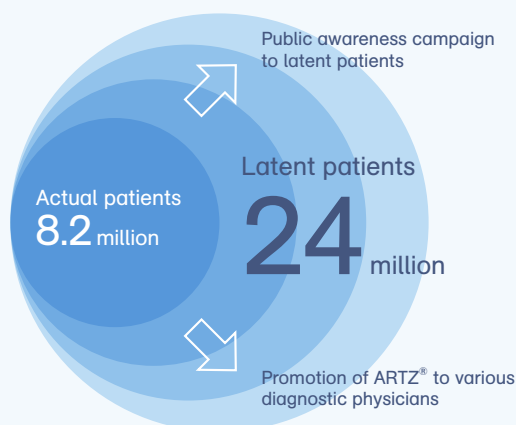 Public awareness campaign
to latent patients
Latent patients
24 million
Actual patients
8.2 million
Promotion of ARTZ® to various
diagnostic physicians